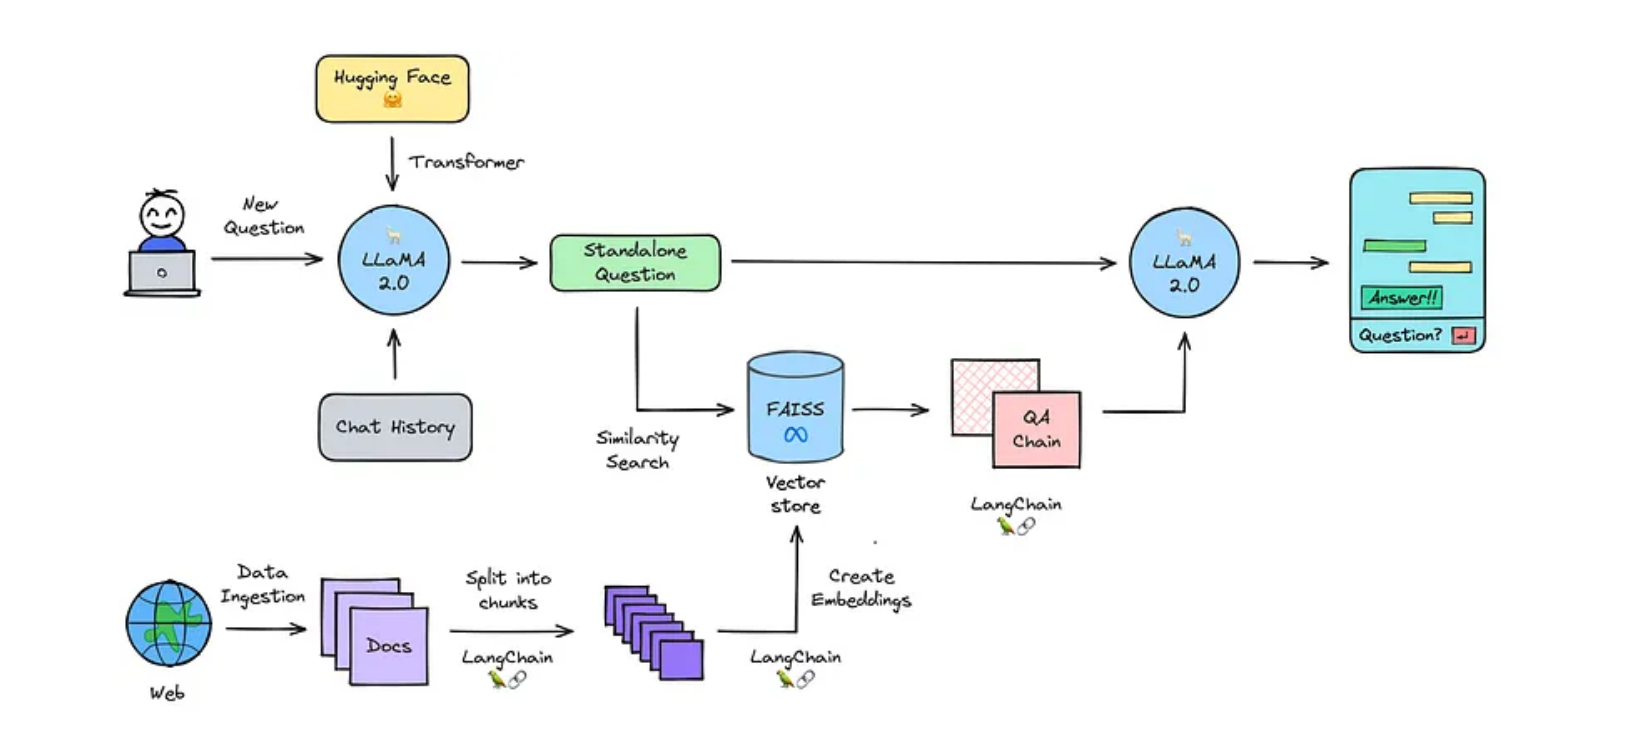 Hugging Face
🤗
Transformer
New
Question
LLaMA
2.0
Standalone
Question
LLaMA
2.0
Answer!!
Question?
Chat History
Similarity
Search
FAISS
Vector
store
QA
Chain
LangChain
Data
Ingestion
Web
Docs
Split into
chunks
LangChain
Create
Embeddings
LangChain